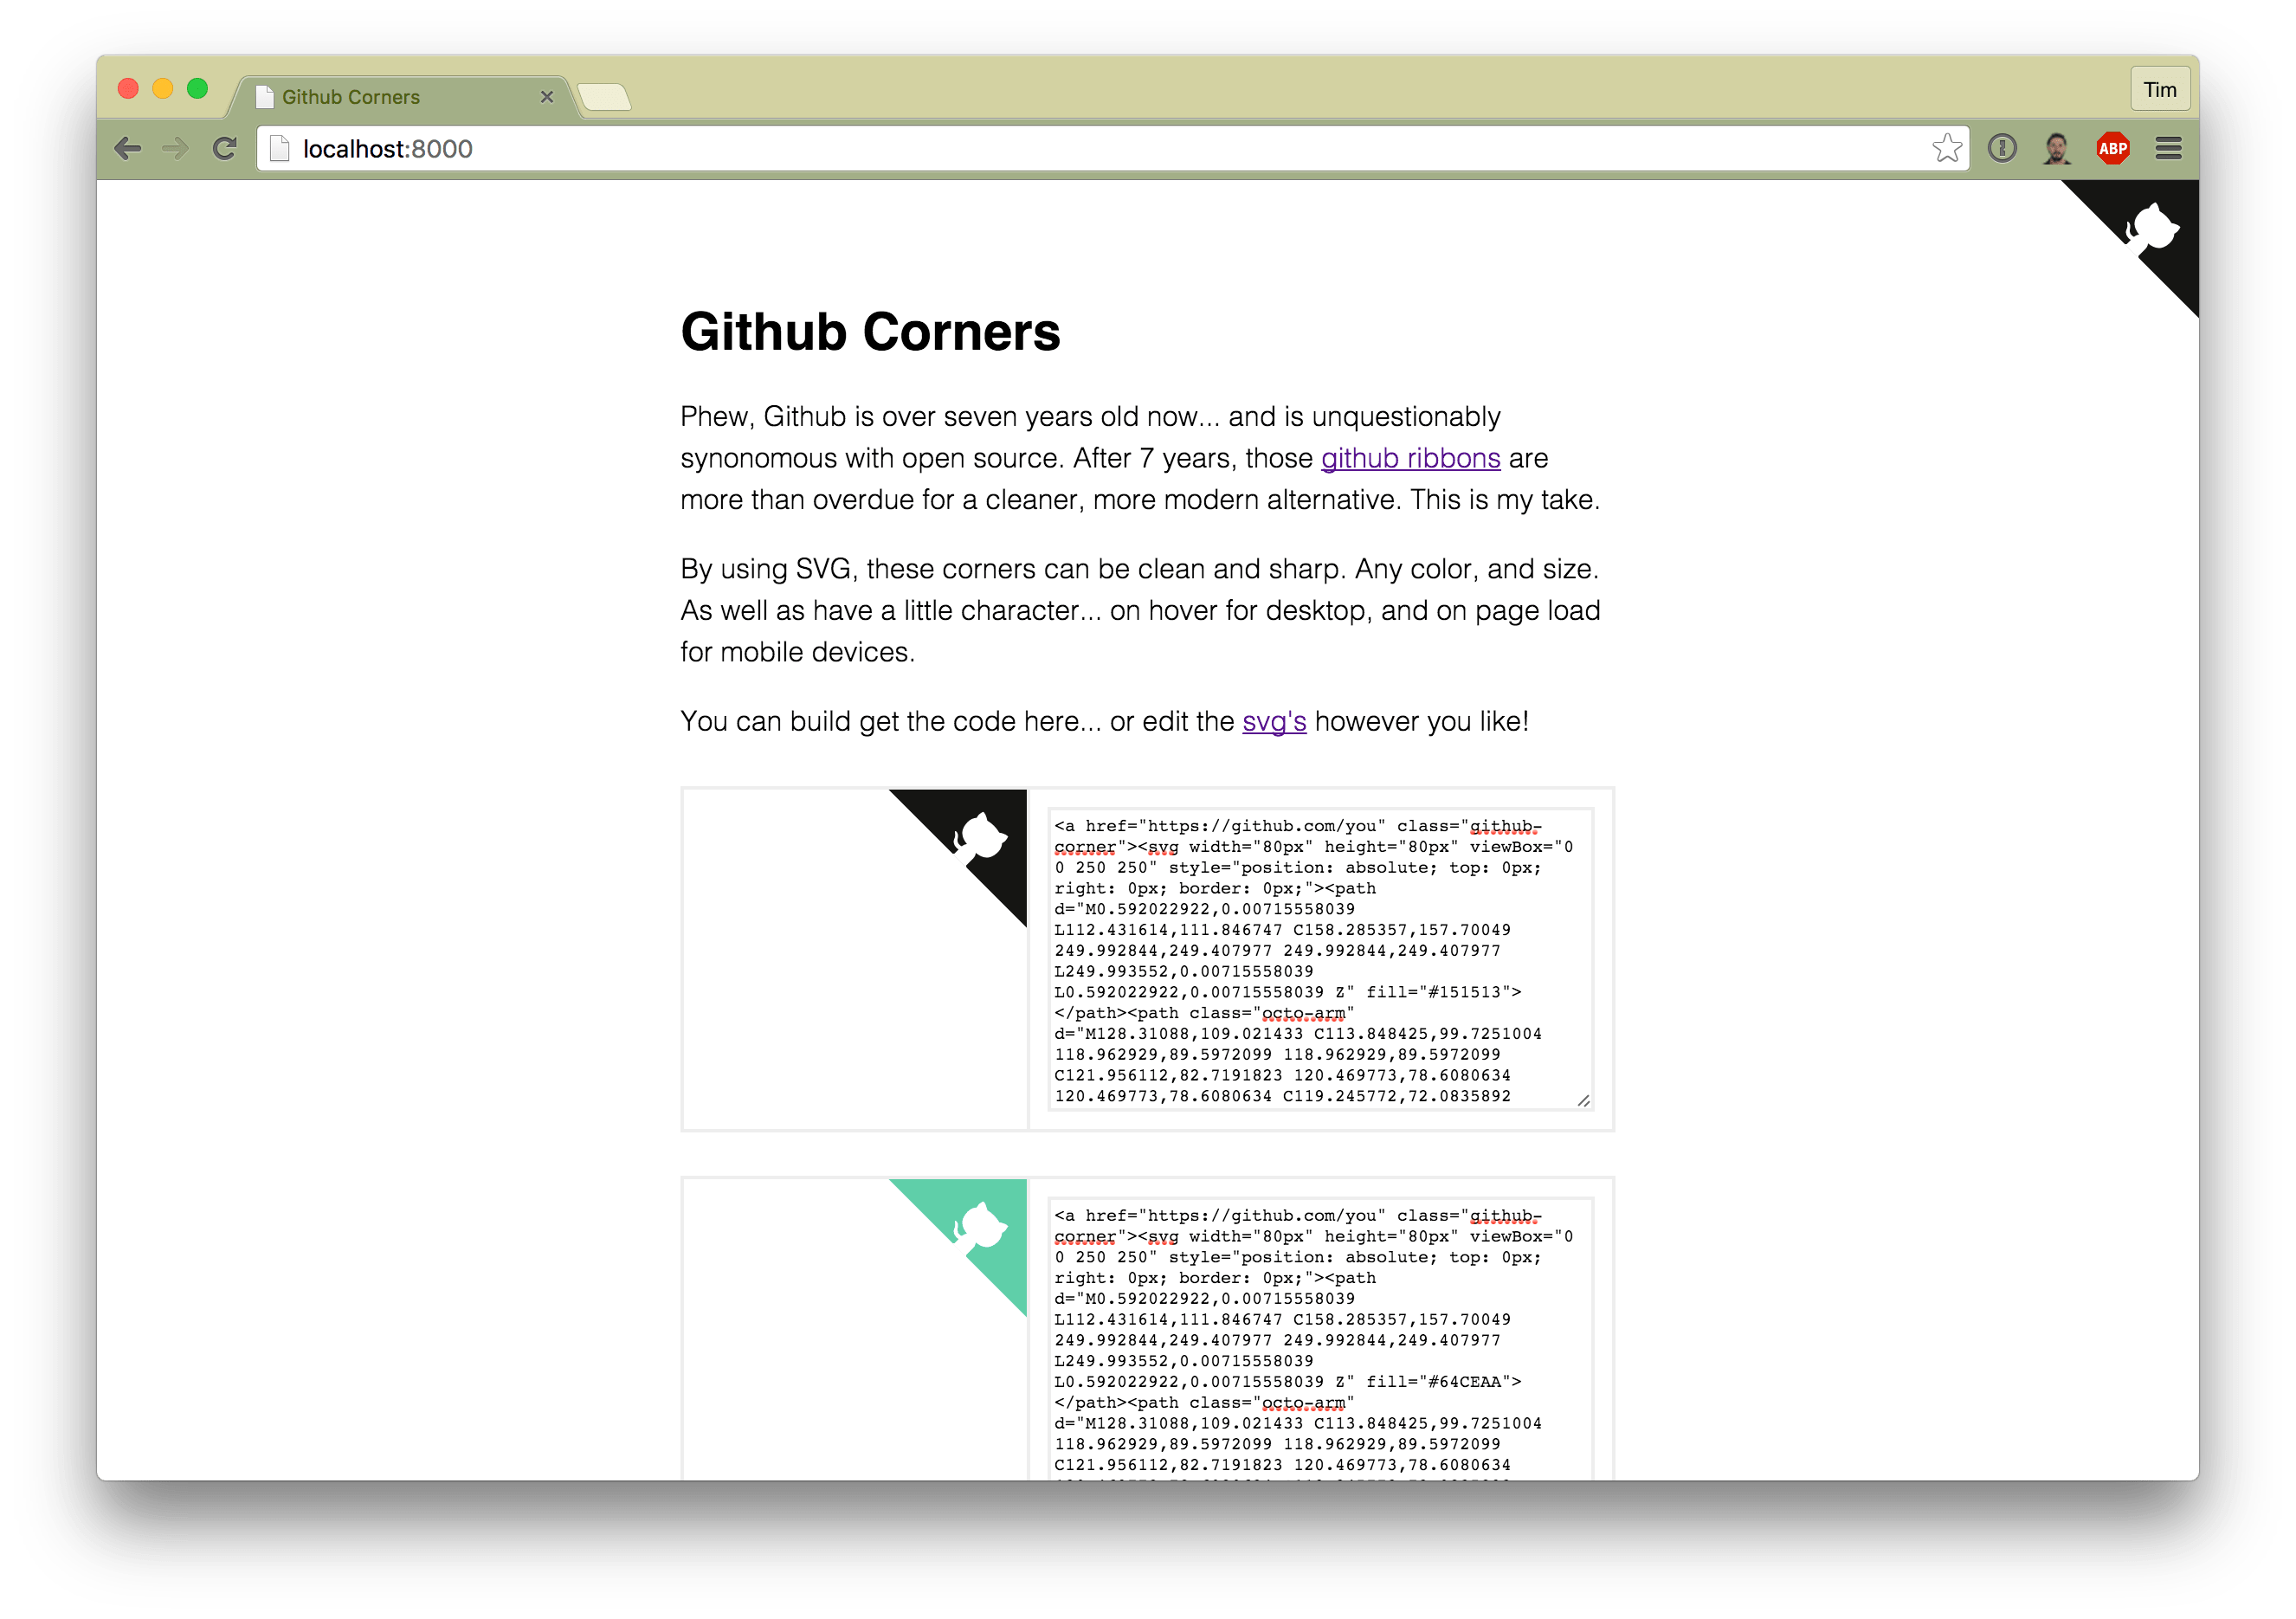 Github Corners
Tim
localhost:8000
ABP
Github Corners
Phew, Github is over seven years old now... and is unquestionably
synonomous with open source. After 7 years, those github ribbons are
more than overdue for a cleaner, more modern alternative. This is my take.
By using SVG, these corners can be clean and sharp. Any color, and size.
As well as have a little character... on hover for desktop, and on page load
for mobile devices.
You can build get the code here... or edit the svg's however you like!
<a href="https://github.com/you" class="github-
corner"><svg width="80px" height="80px" viewBox="0
0 250 250" style="position: absolute; top: 0px;
right: 0px; border: 0px;"><path
d="M0.592022922,0.00715558039
L112.431614,111.846747 C158.285357,157.70049
249.992844,249.407977 249.992844,249.407977
L249.993552,0.00715558039
L0.592022922,0.00715558039 Z" fill="#151513">
</path><path class="octo-arm"
d="M128.31088,109.021433 C113.848425,99.7251004
118.962929,89.5972099 118.962929,89.5972099
C121.956112,82.7191823 120.469773,78.6080634
120.469773,78.6080634 C119.245772,72.0835892
<a href="https://github.com/you" class="github-
corner"><svg width="80px" height="80px" viewBox="0
0 250 250" style="position: absolute; top: 0px;
right: 0px; border: 0px;"><path
d="M0.592022922,0.00715558039
L112.431614,111.846747 C158.285357,157.70049
249.992844,249.407977 249.992844,249.407977
L249.993552,0.00715558039
L0.592022922,0.00715558039 Z" fill="#64CEAA">
</path><path class="octo-arm"
d="M128.31088,109.021433 C113.848425,99.7251004
118.962929,89.5972099 118.962929,89.5972099
C121.956112,82.7191823 120.469773,78.6080634